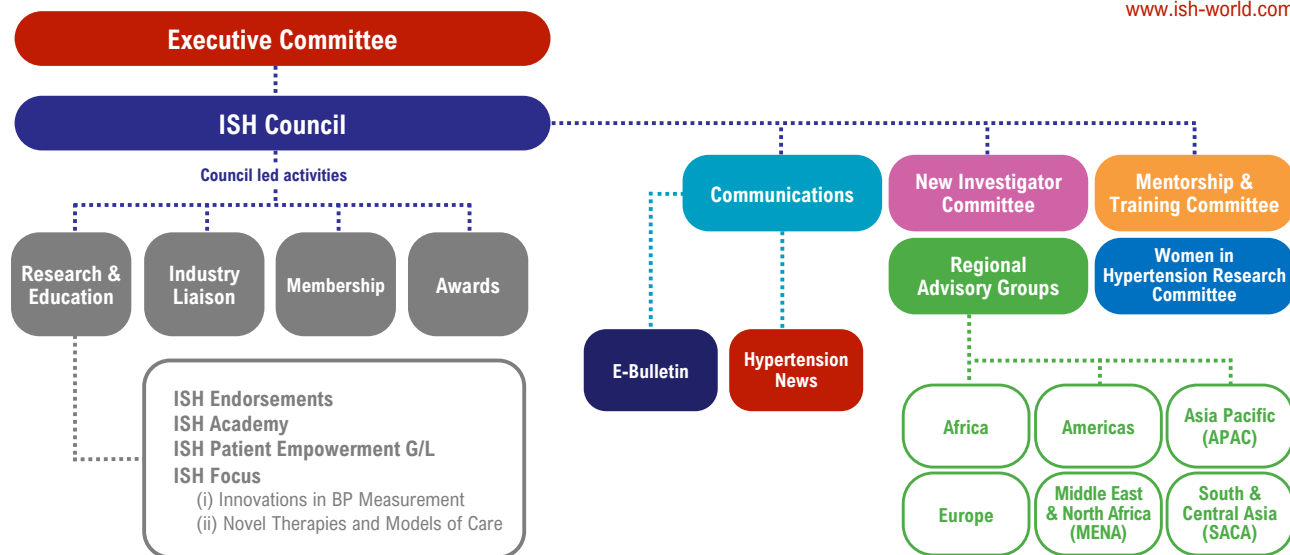 www.ish-world.com
Executive Committee
ISH Council
Council led activities
Research &
Education
Industry
Liaison
Membership
Awards
ISH Endorsements
ISH Academy
ISH Patient Empowerment G/L
ISH Focus
(i) Innovations in BP Measurement
(ii) Novel Therapies and Models of Care
Communications
E-Bulletin
Hypertension
News
New Investigator
Committee
Mentorship &
Training Committee
Regional
Advisory Groups
Women in
Hypertension Research
Committee
Africa
Americas
Asia Pacific
(APAC)
Europe
Middle East
& North Africa
(MENA)
South &
Central Asia
(SACA)